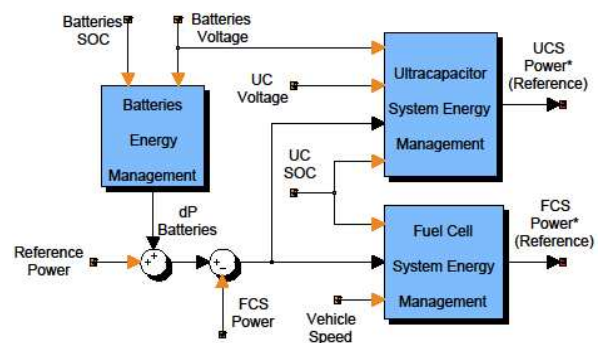 Batteries
SOC
Batteries
Voltage
Batteries
Energy
Management
UC
Voltage
Ultracapacitor
System Energy
Management
UCS
Power*
(Reference)
UC
SOC
dP
Batteries
Reference
Power
+
+
+
−
FCS
Power
Fuel Cell
System Energy
Management
FCS
Power*
(Reference)
Vehicle
Speed